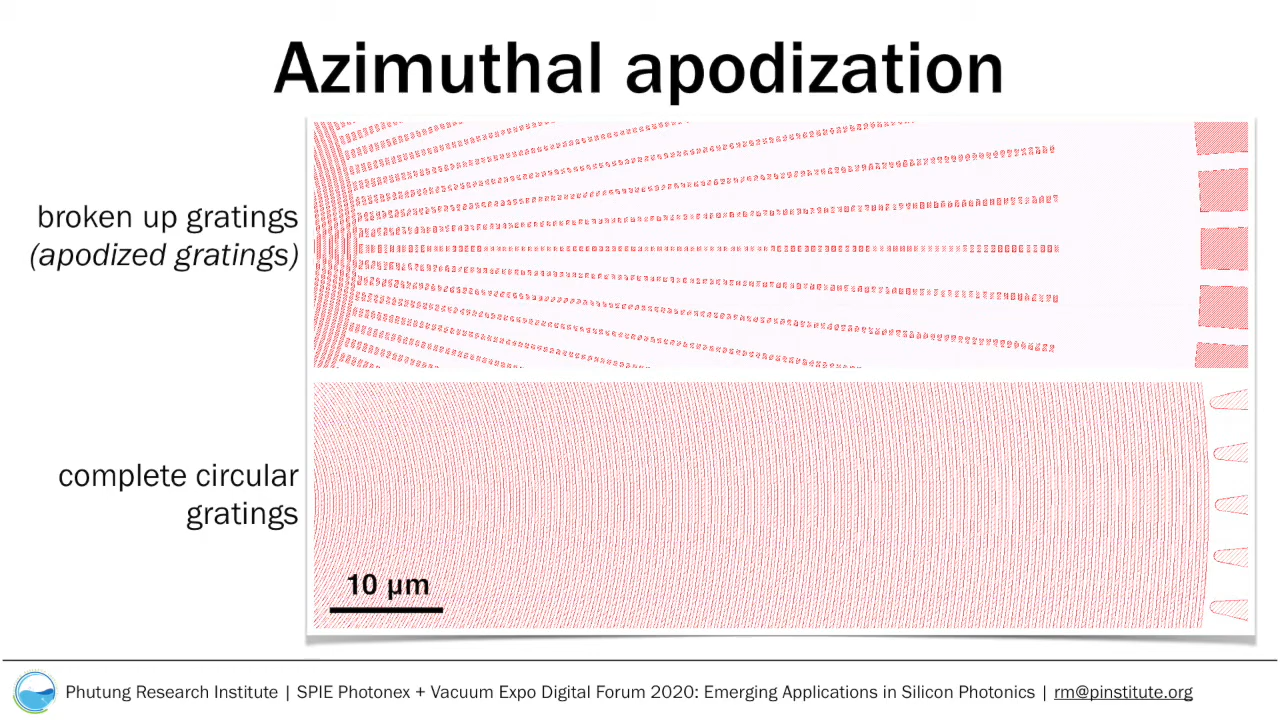 Azimuthal apodization
broken up gratings
(apodized gratings)
complete circular
gratings
10 µm
Phutung Research Institute | SPIE Photonex + Vacuum Expo Digital Forum 2020: Emerging Applications in Silicon Photonics | rm@pinstitute.org